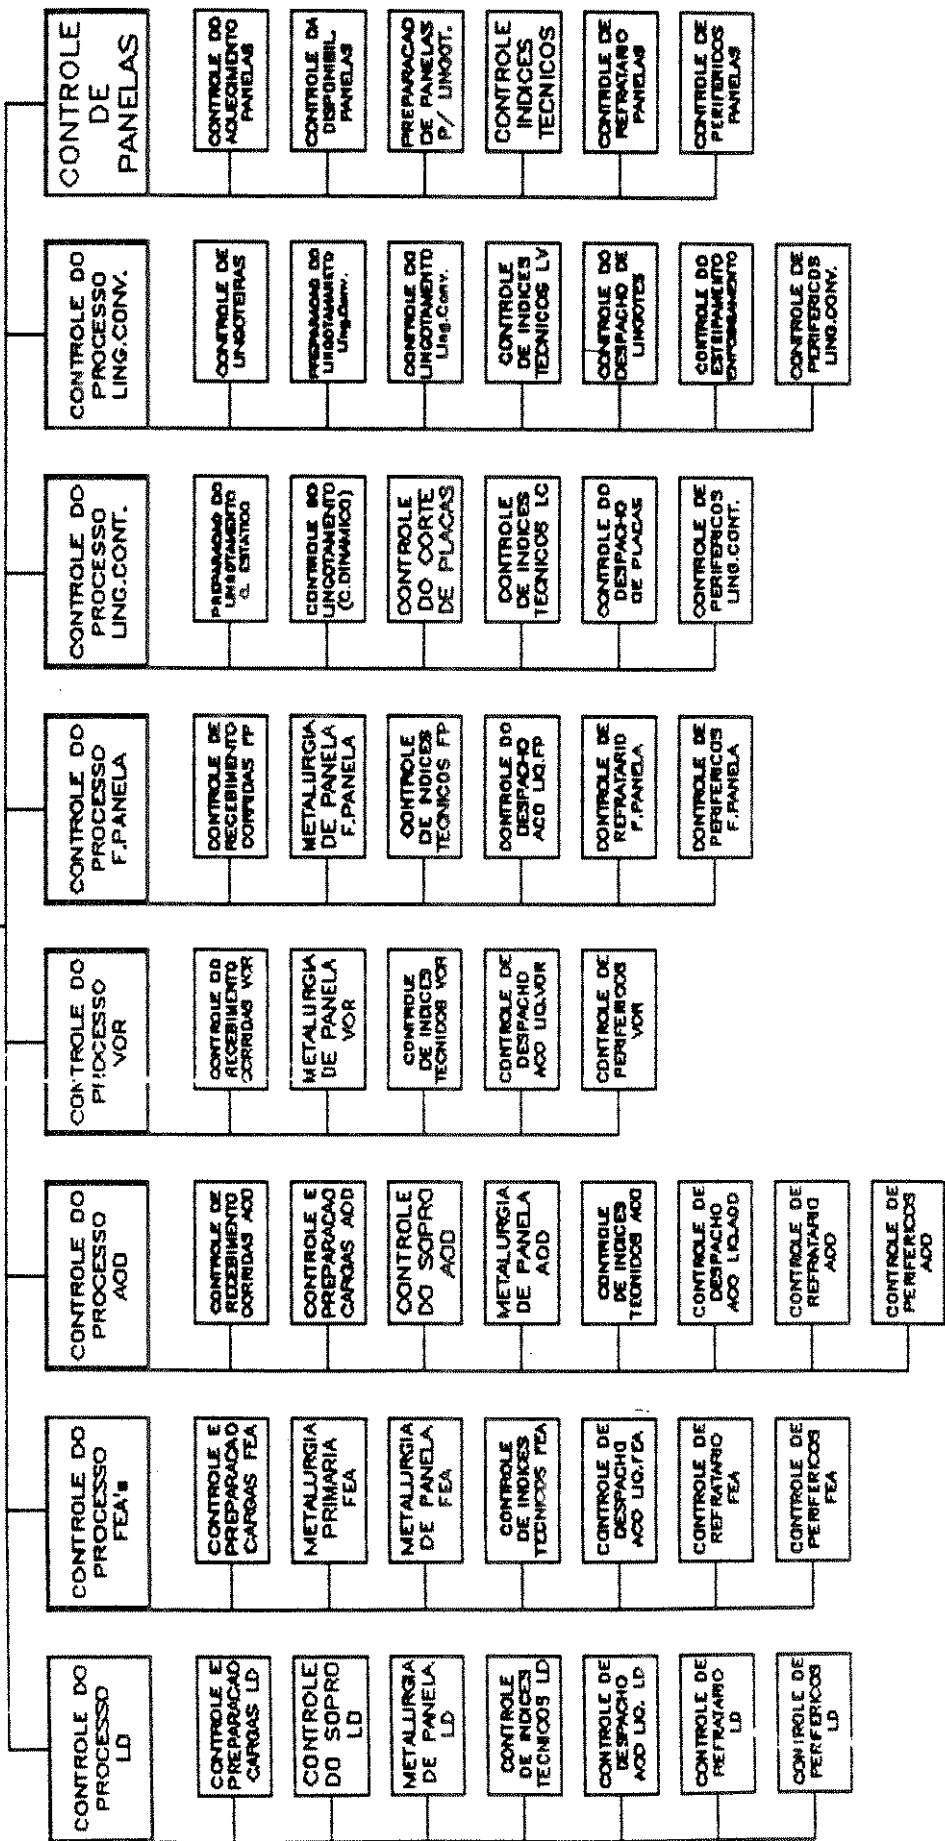 CONTROLE DO
PROCESSO
LD
CONTROLE E
PREPARACAO
CARGAS LD
CONTROLE
DO SOPRO
LD
METALURGIA
DE PANELA
LD
CONTROLE
DE INDICES
TECNICOS LD
CONTROLE DE
DESPACHO
ACO LIQ. LD
CONTROLE DE
REFRATARIO
LD
CONTROLE DE
PERIFERICOS
LD
CONTROLE DO
PROCESSO
FEA's
CONTROLE E
PREPARACAO
CARGAS FEA
METALURGIA
PRIMARIA
FEA
METALURGIA
DE PANELA
FEA
CONTROLE
DE INDICES
TECNICOS FEA
CONTROLE DE
DESPACHO
ACO LIQ.FEA
CONTROLE DE
REFRATARIO
FEA
CONTROLE DE
PERIFERICOS
FEA
CONTROLE DO
PROCESSO
AOD
CONTROLE DE
RECEBIMENTO
CORRIDAS AOD
CONTROLE E
PREPARACAO
CARGAS AOD
CONTROLE
DO SOPRO
AOD
METALURGIA
DE PANELA
AOD
CONTROLE
DE INDICES
TECNICOS AOD
CONTROLE DE
DESPACHO
ACO LIQ.AOD
CONTROLE DE
REFRATARIO
AOD
CONTROLE DE
PERIFERICOS
AOD
CONTROLE DO
PROCESSO
VOR
CONTROLE DO
RECEBIMENTO
CORRIDAS VOR
METALURGIA
DE PANELA
VOR
CONTROLE
DE INDICES
TECNICOS VOR
CONTROLE DE
DESPACHO
ACO LIQ.VOR
CONTROLE DE
PERIFERICOS
VOR
CONTROLE DO
PROCESSO
F.PANELA
CONTROLE DE
RECEBIMENTO
CORRIDAS FP
METALURGIA
DE PANELA
F.PANELA
CONTROLE
DE INDICES
TECNICOS FP
CONTROLE DO
DESPACHO
ACO LIQ.FP
CONTROLE DE
REFRATARIO
F.PANELA
CONTROLE DE
PERIFERICOS
F.PANELA
CONTROLE DO
PROCESSO
LING.CONT.
PREPARACAO DO
LINGOTAMENTO
C. ESTATICO
CONTROLE DO
LINGOTAMENTO
(C.DINAMICO)
CONTROLE
DO CORTE
DE PLACAS
CONTROLE
DE INDICES
TECNICOS LC
CONTROLE DO
DESPACHO
DE PLACAS
CONTROLE DE
PERIFERICOS
LING.CONT.
CONTROLE DO
PROCESSO
LING.CONV.
CONTROLE DE
LINGOTEIRAS
PREPARACAO DO
LINGOTAMENTO
Ling.Conv.
CONTROLE DO
LINGOTAMENTO
Ling.Conv.
CONTROLE
DE INDICES
TECNICOS LV
CONTROLE DO
DESPACHO DE
LINGOTES
CONTROLE DO
ESTRIPAMENTO
ENFORNAMENTO
CONTROLE DE
PERIFERICOS
LING.CONV.
CONTROLE
DE
PANELAS
CONTROLE DO
AQUECIMENTO
PANELAS
CONTROLE DA
DISPONIBIL.
PANELAS
PREPARACAO
DE PANELAS
P/ LINGOT.
CONTROLE
INDICES
TECNICOS
CONTROLE DE
REFRATARIO
PANELAS
CONTROLE DE
PERIFERICOS
PANELAS